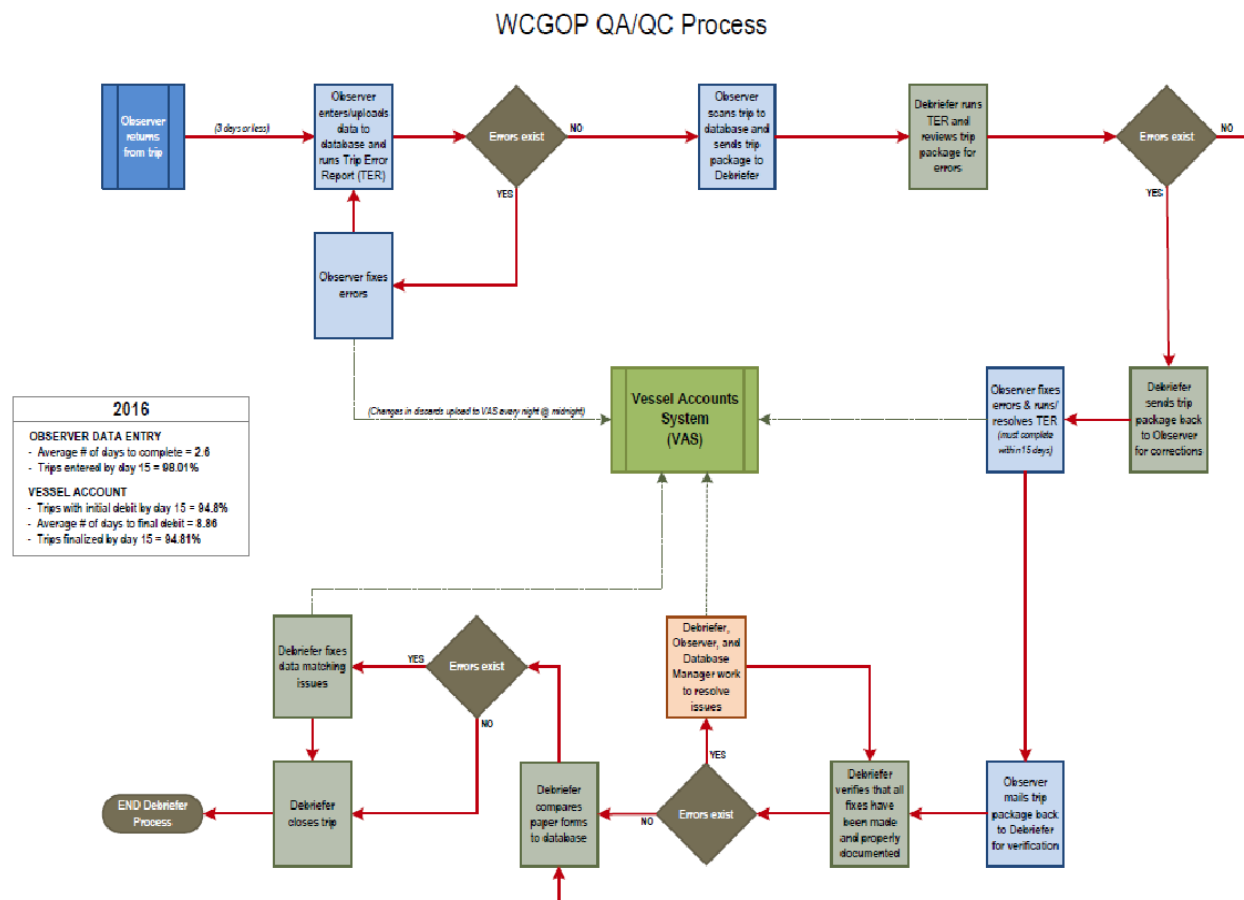 WCGOP QA/QC Process
Observer
returns
from trip
(3 days or less)
Observer
enters/uploads
data to
database and
runs Trip Error
Report (TER)
Errors exist
NO
YES
Observer fixes
errors
Observer
scans trip to
database and
sends trip
package to
Debriefer
Debriefer runs
TER and
reviews trip
package for
errors
Errors exist
NO
YES
Debriefer
sends trip
package back
to Observer
for corrections
Observer fixes
errors & runs/
resolves TER
(must complete
within 15 days)
Vessel Accounts
System
(VAS)
(Changes in discards upload to VAS every night @ midnight)
2016
OBSERVER DATA ENTRY
- Average # of days to complete = 2.6
- Trips entered by day 15 = 98.01%
VESSEL ACCOUNT
- Trips with initial debit by day 15 = 94.8%
- Average # of days to final debit = 8.86
- Trips finalized by day 15 = 94.81%
Debriefer fixes
data matching
issues
YES
Errors exist
NO
Debriefer,
Observer, and
Database
Manager work
to resolve
issues
YES
END Debriefer
Process
Debriefer
closes trip
Debriefer
compares
paper forms
to database
NO
Errors exist
Debriefer
verifies that all
fixes have
been made
and properly
documented
Observer
mails trip
package back
to Debriefer
for verification